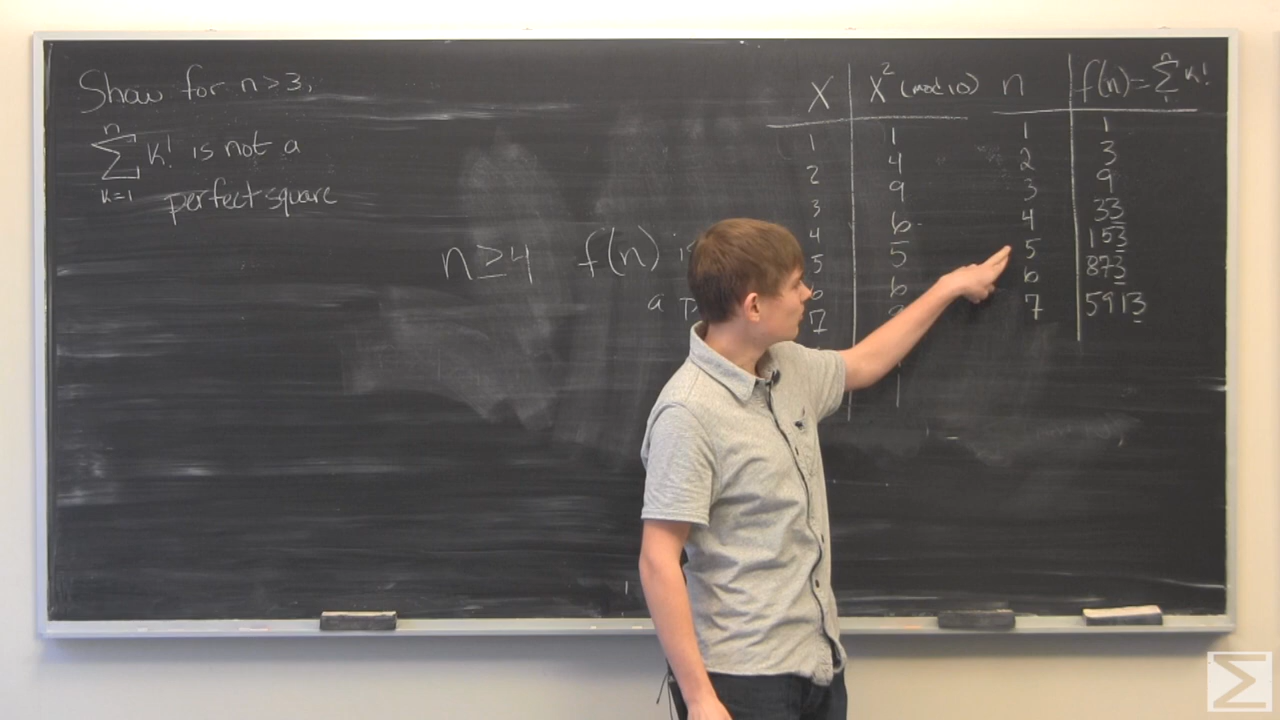 Show for n>3,
n
∑ k! is not a
k=1
perfect square
n≥4 f(n) i
a p
X X² (mod 10)
1 1
2 4
3 9
4 6
5 5
6 6
7 9
1
n f(n) = ∑ k!
1 1
2 3
3 9
4 33
5 153
6 873
7 5913
Σ